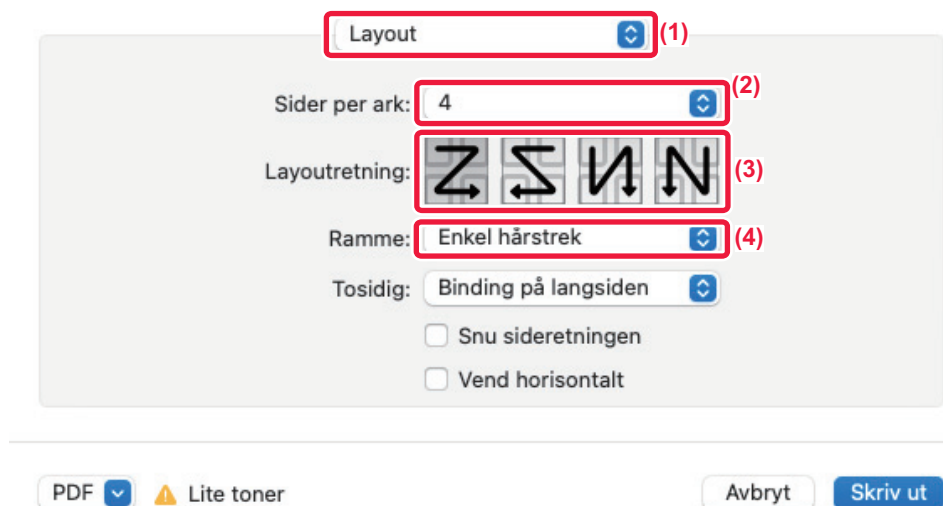 Layout (1)
Sider per ark: 4 (2)
Layoutretning: (3)
Ramme: Enkel hårstrek (4)
Tosidig: Binding på langsiden
Snu sideretningen
Vend horisontalt
PDF Lite toner Avbryt Skriv ut